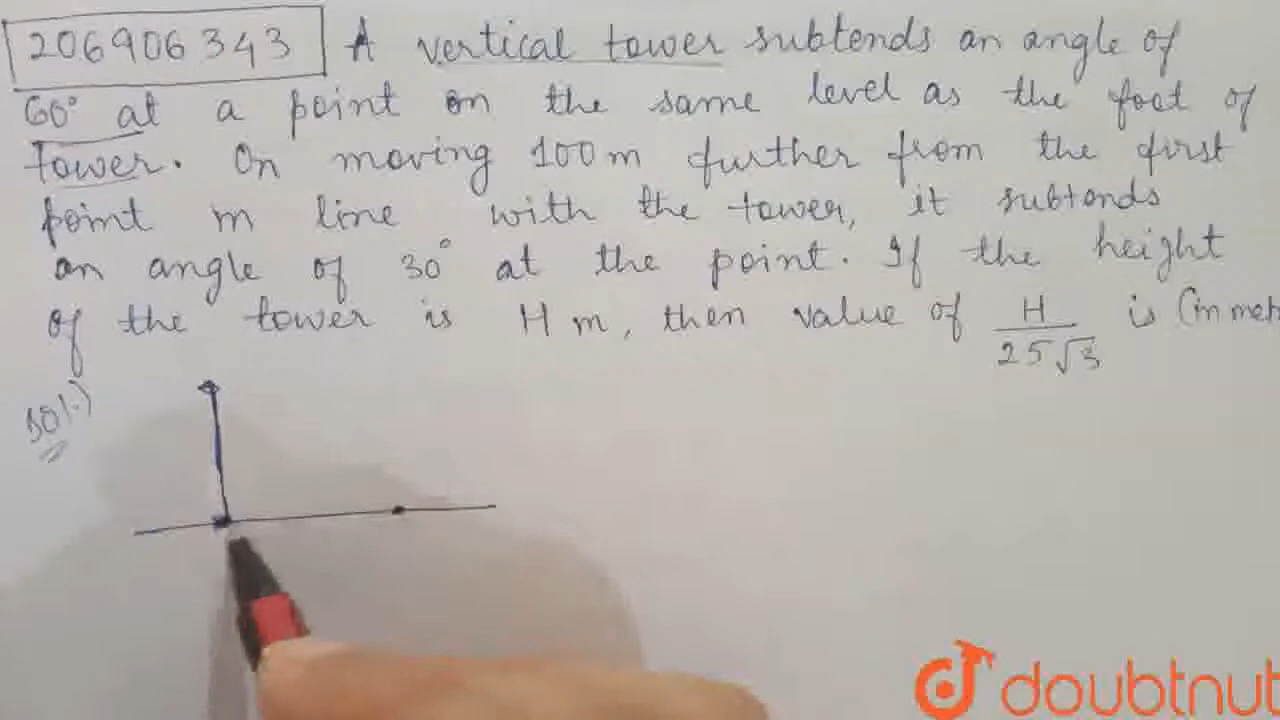 206906343 A vertical tower subtends an angle of
60° at a point on the same level as the foot of
tower. On moving 100m further from the first
point in line with the tower, it subtends
an angle of 30° at the point. If the height
of the tower is H m, then value of H/25√3 is (in met
Sol.)
doubtnut